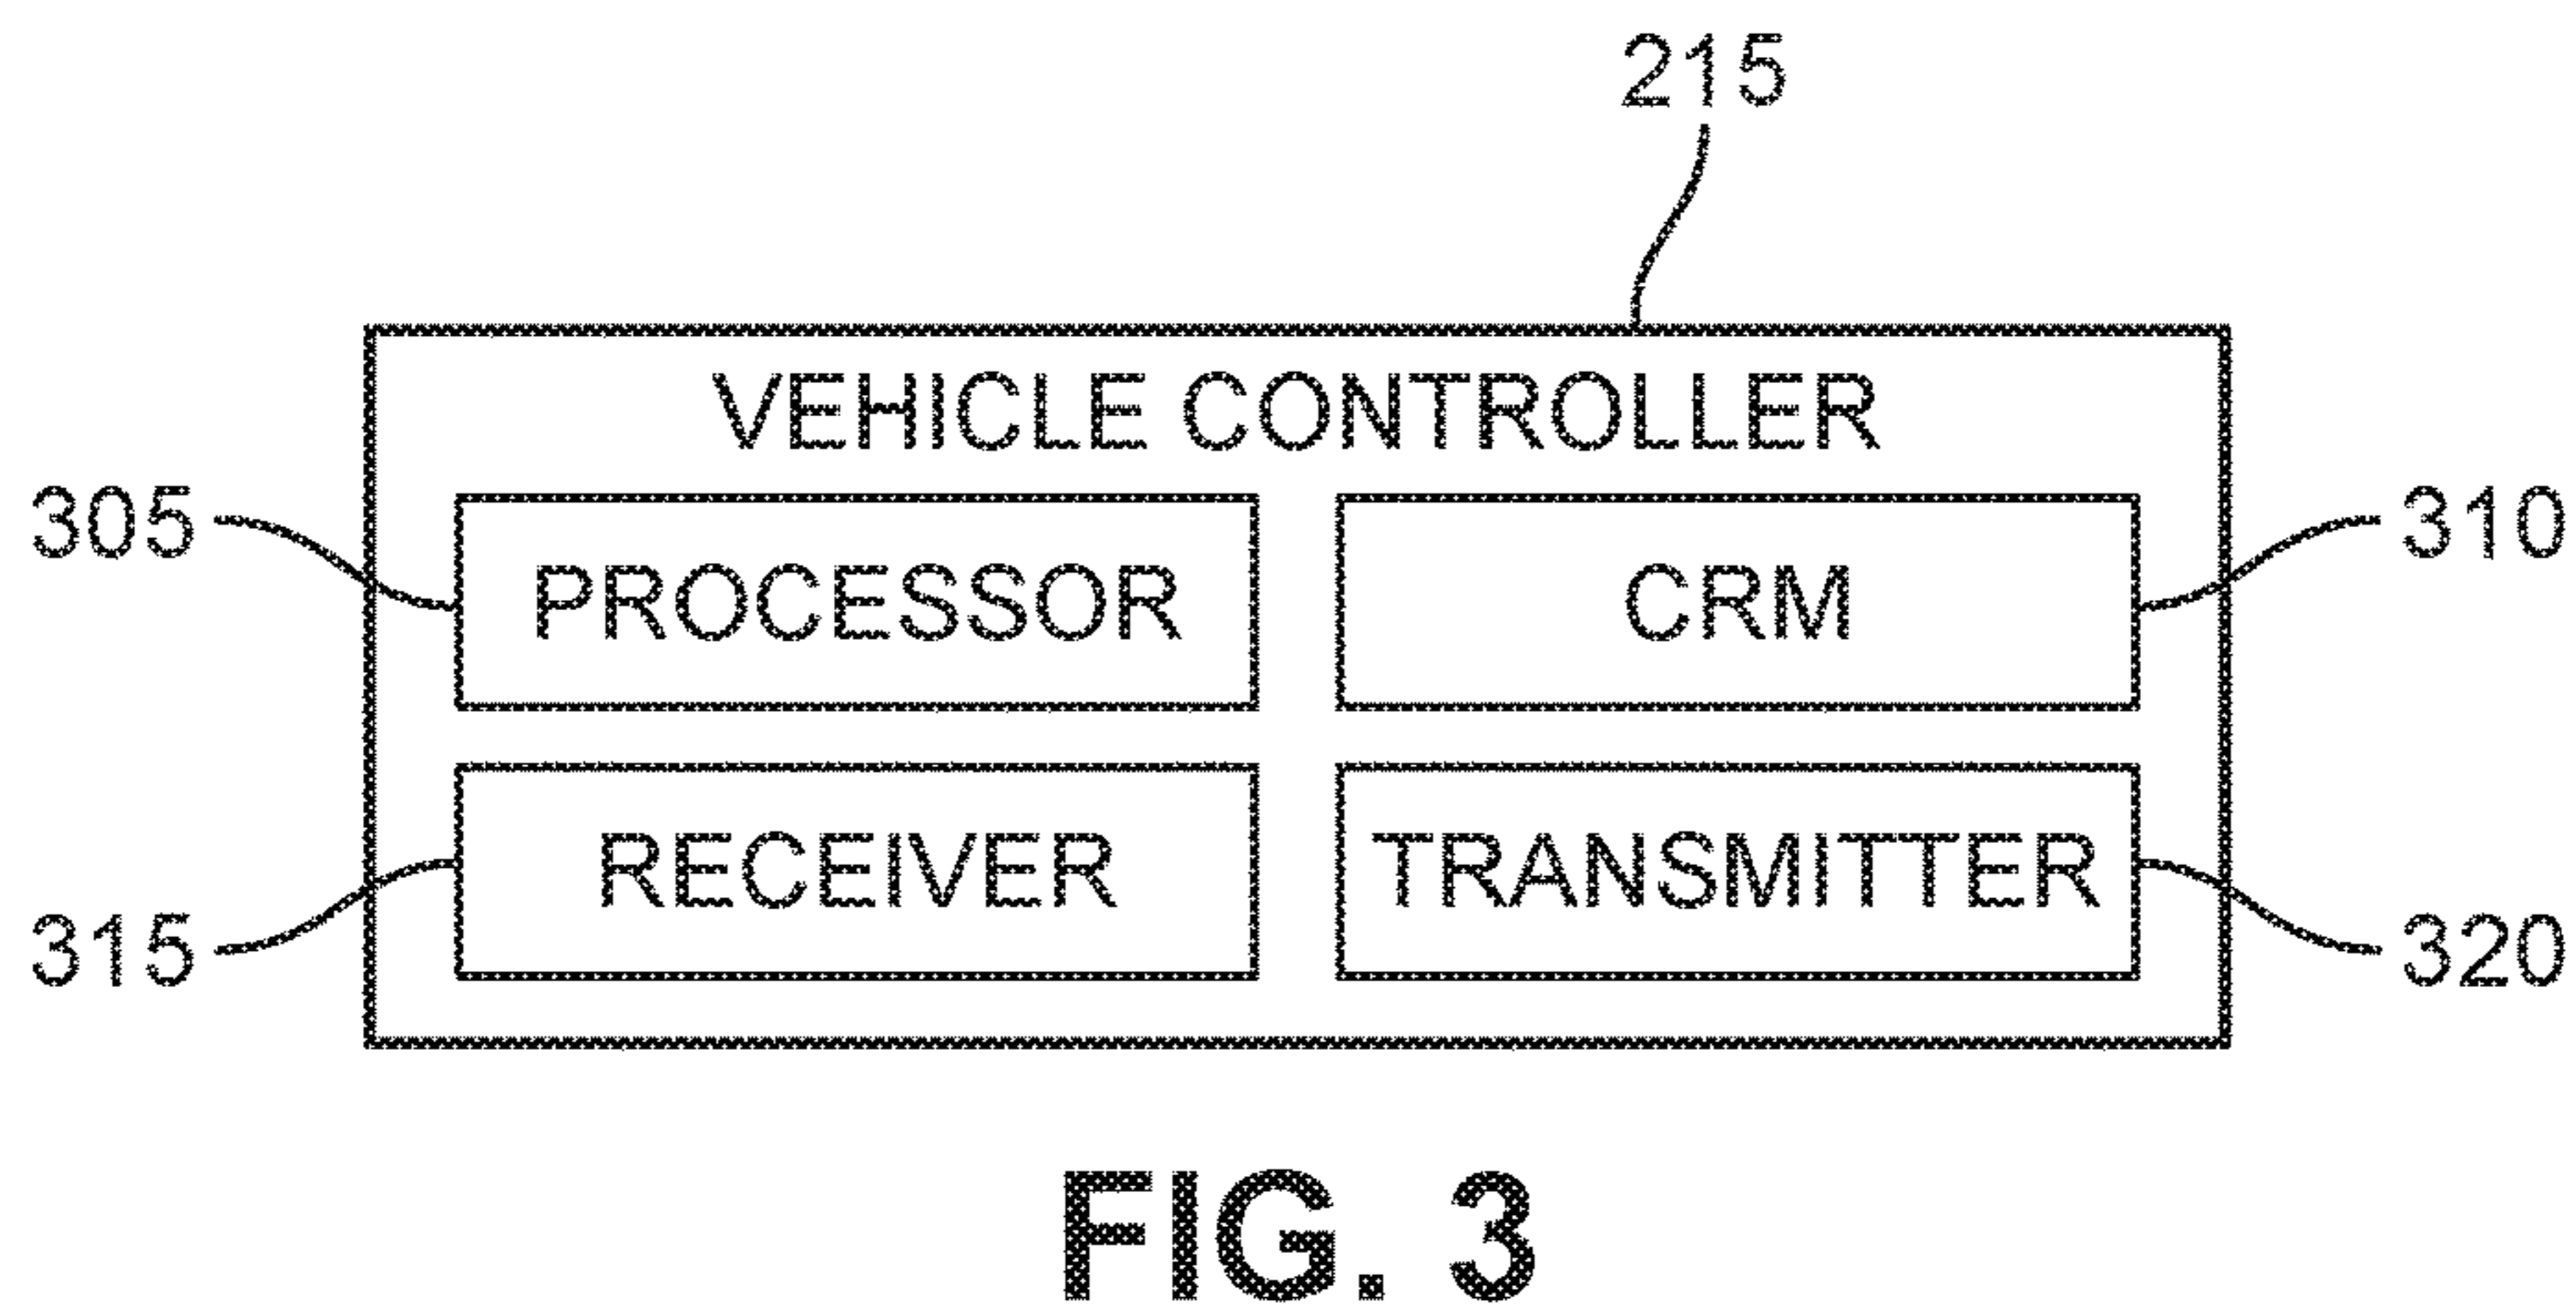 215
VEHICLE CONTROLLER
305 PROCESSOR CRM 310
315 RECEIVER TRANSMITTER 320
FIG. 3